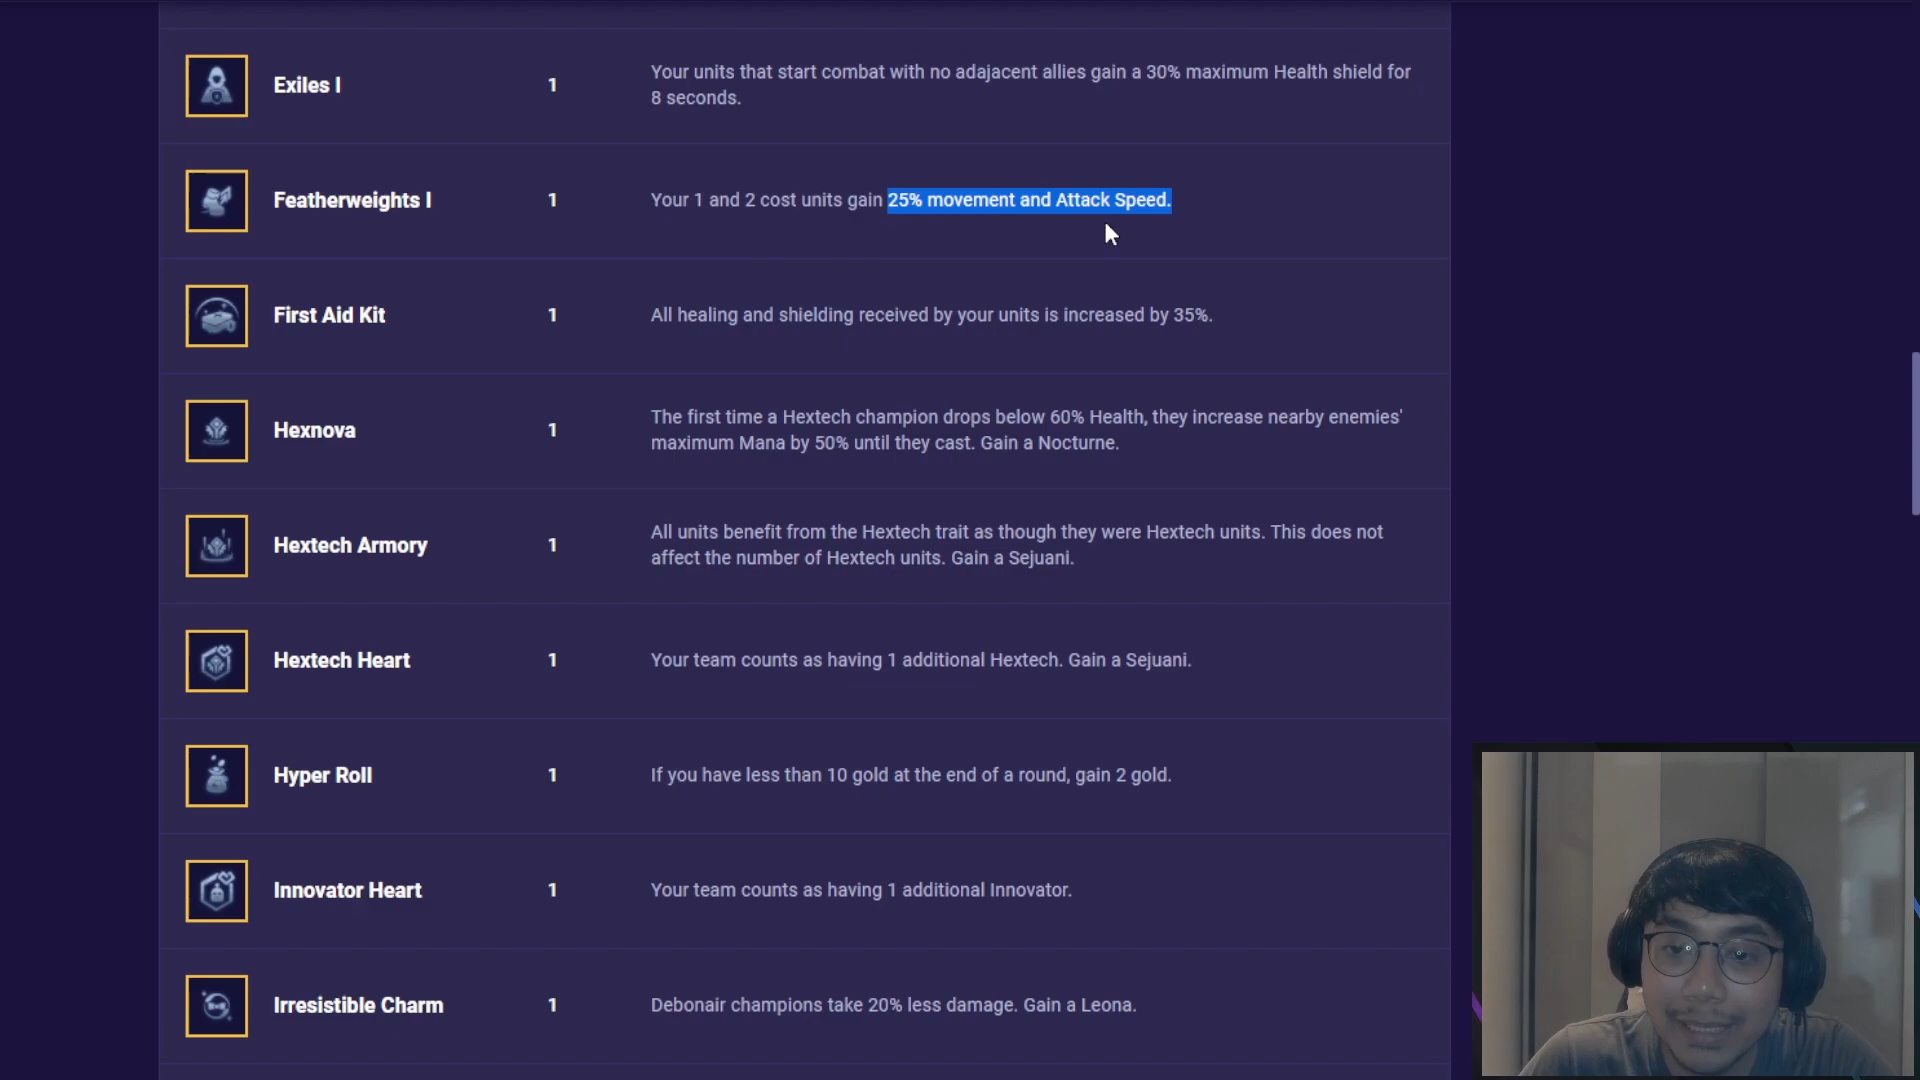 Exiles I
1
Your units that start combat with no adajacent allies gain a 30% maximum Health shield for
8 seconds.
Featherweights I
1
Your 1 and 2 cost units gain 25% movement and Attack Speed.
First Aid Kit
1
All healing and shielding received by your units is increased by 35%.
Hexnova
1
The first time a Hextech champion drops below 60% Health, they increase nearby enemies'
maximum Mana by 50% until they cast. Gain a Nocturne.
Hextech Armory
1
All units benefit from the Hextech trait as though they were Hextech units. This does not
affect the number of Hextech units. Gain a Sejuani.
Hextech Heart
1
Your team counts as having 1 additional Hextech. Gain a Sejuani.
Hyper Roll
1
If you have less than 10 gold at the end of a round, gain 2 gold.
Innovator Heart
1
Your team counts as having 1 additional Innovator.
Irresistible Charm
1
Debonair champions take 20% less damage. Gain a Leona.